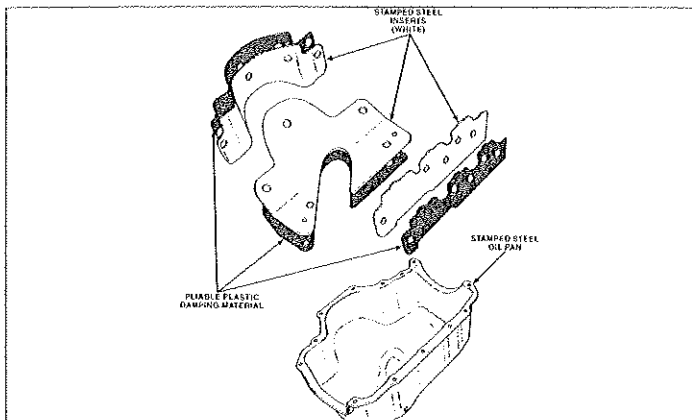 STAMPED STEEL
INSERTS
(WHITE)
STAMPED STEEL
OIL PAN
PLIABLE PLASTIC
DAMPING MATERIAL